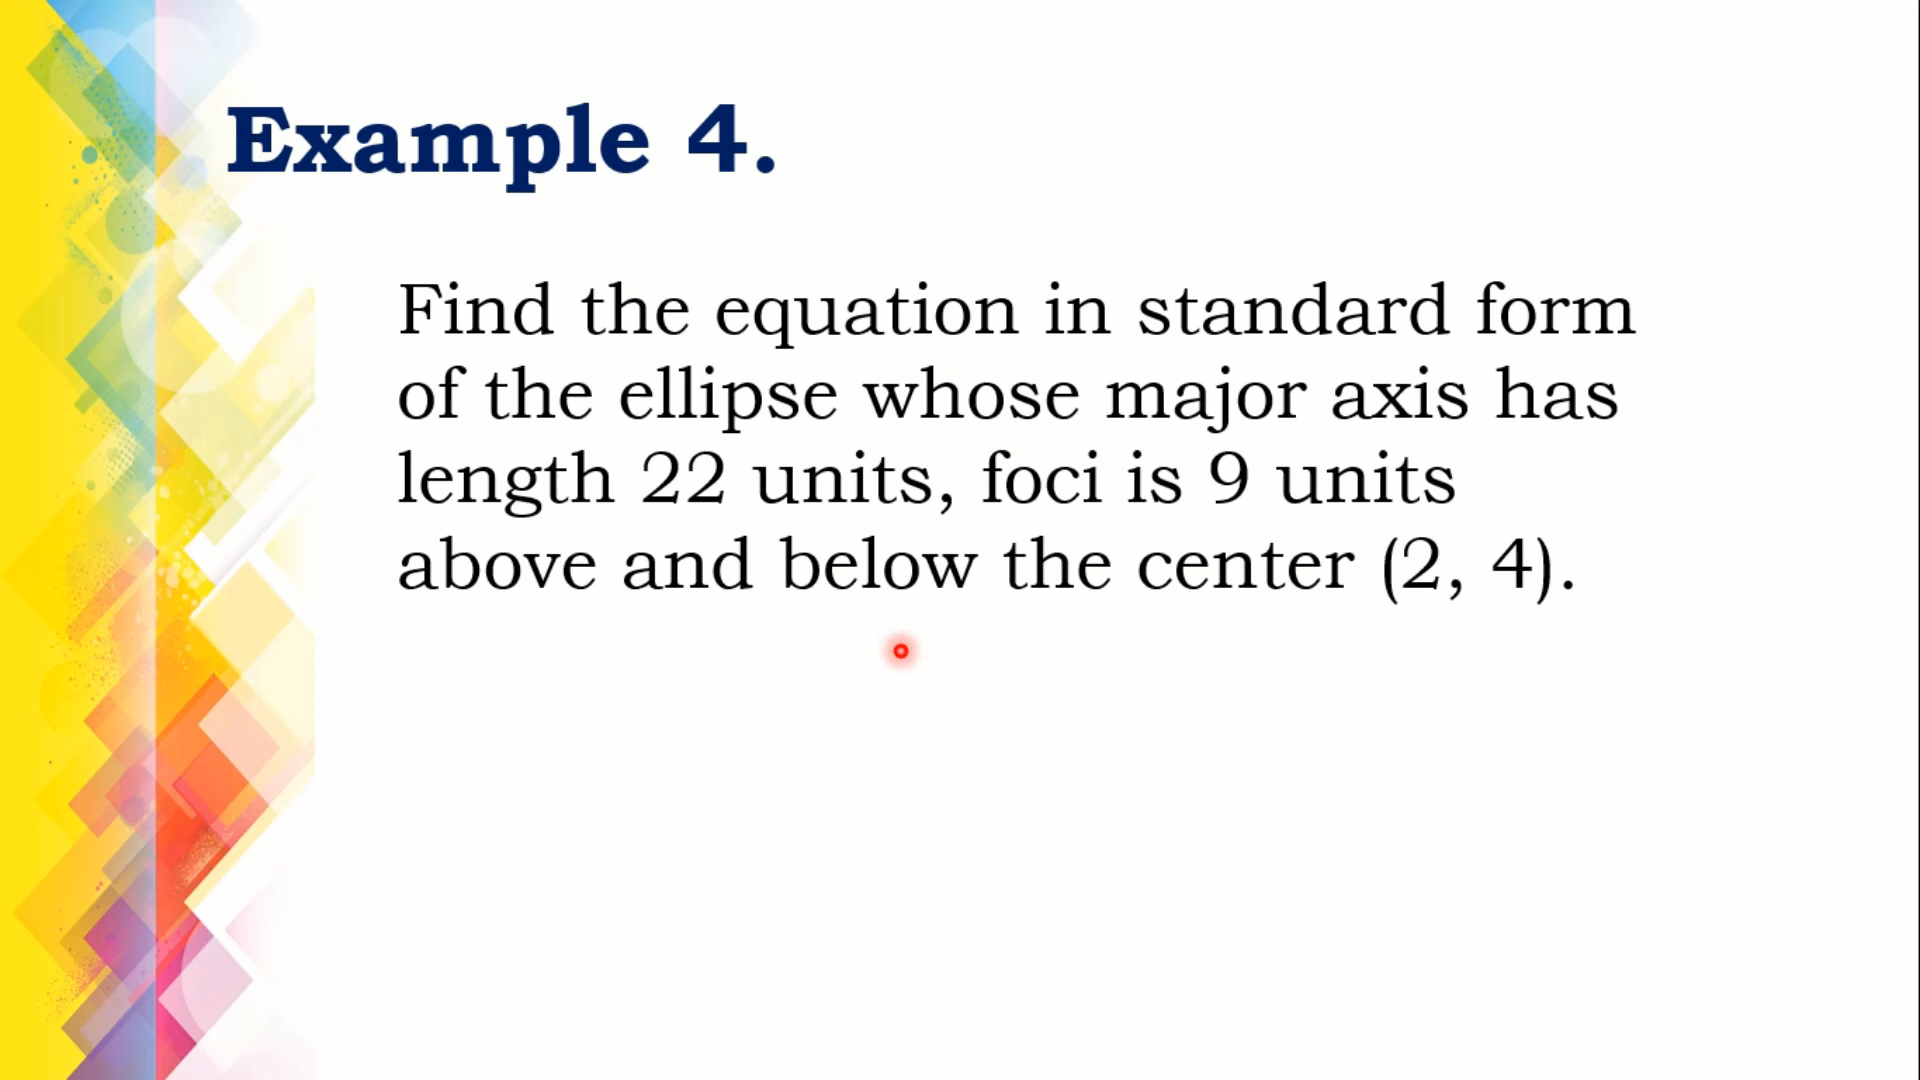 Example 4.
Find the equation in standard form
of the ellipse whose major axis has
length 22 units, foci is 9 units
above and below the center (2, 4).